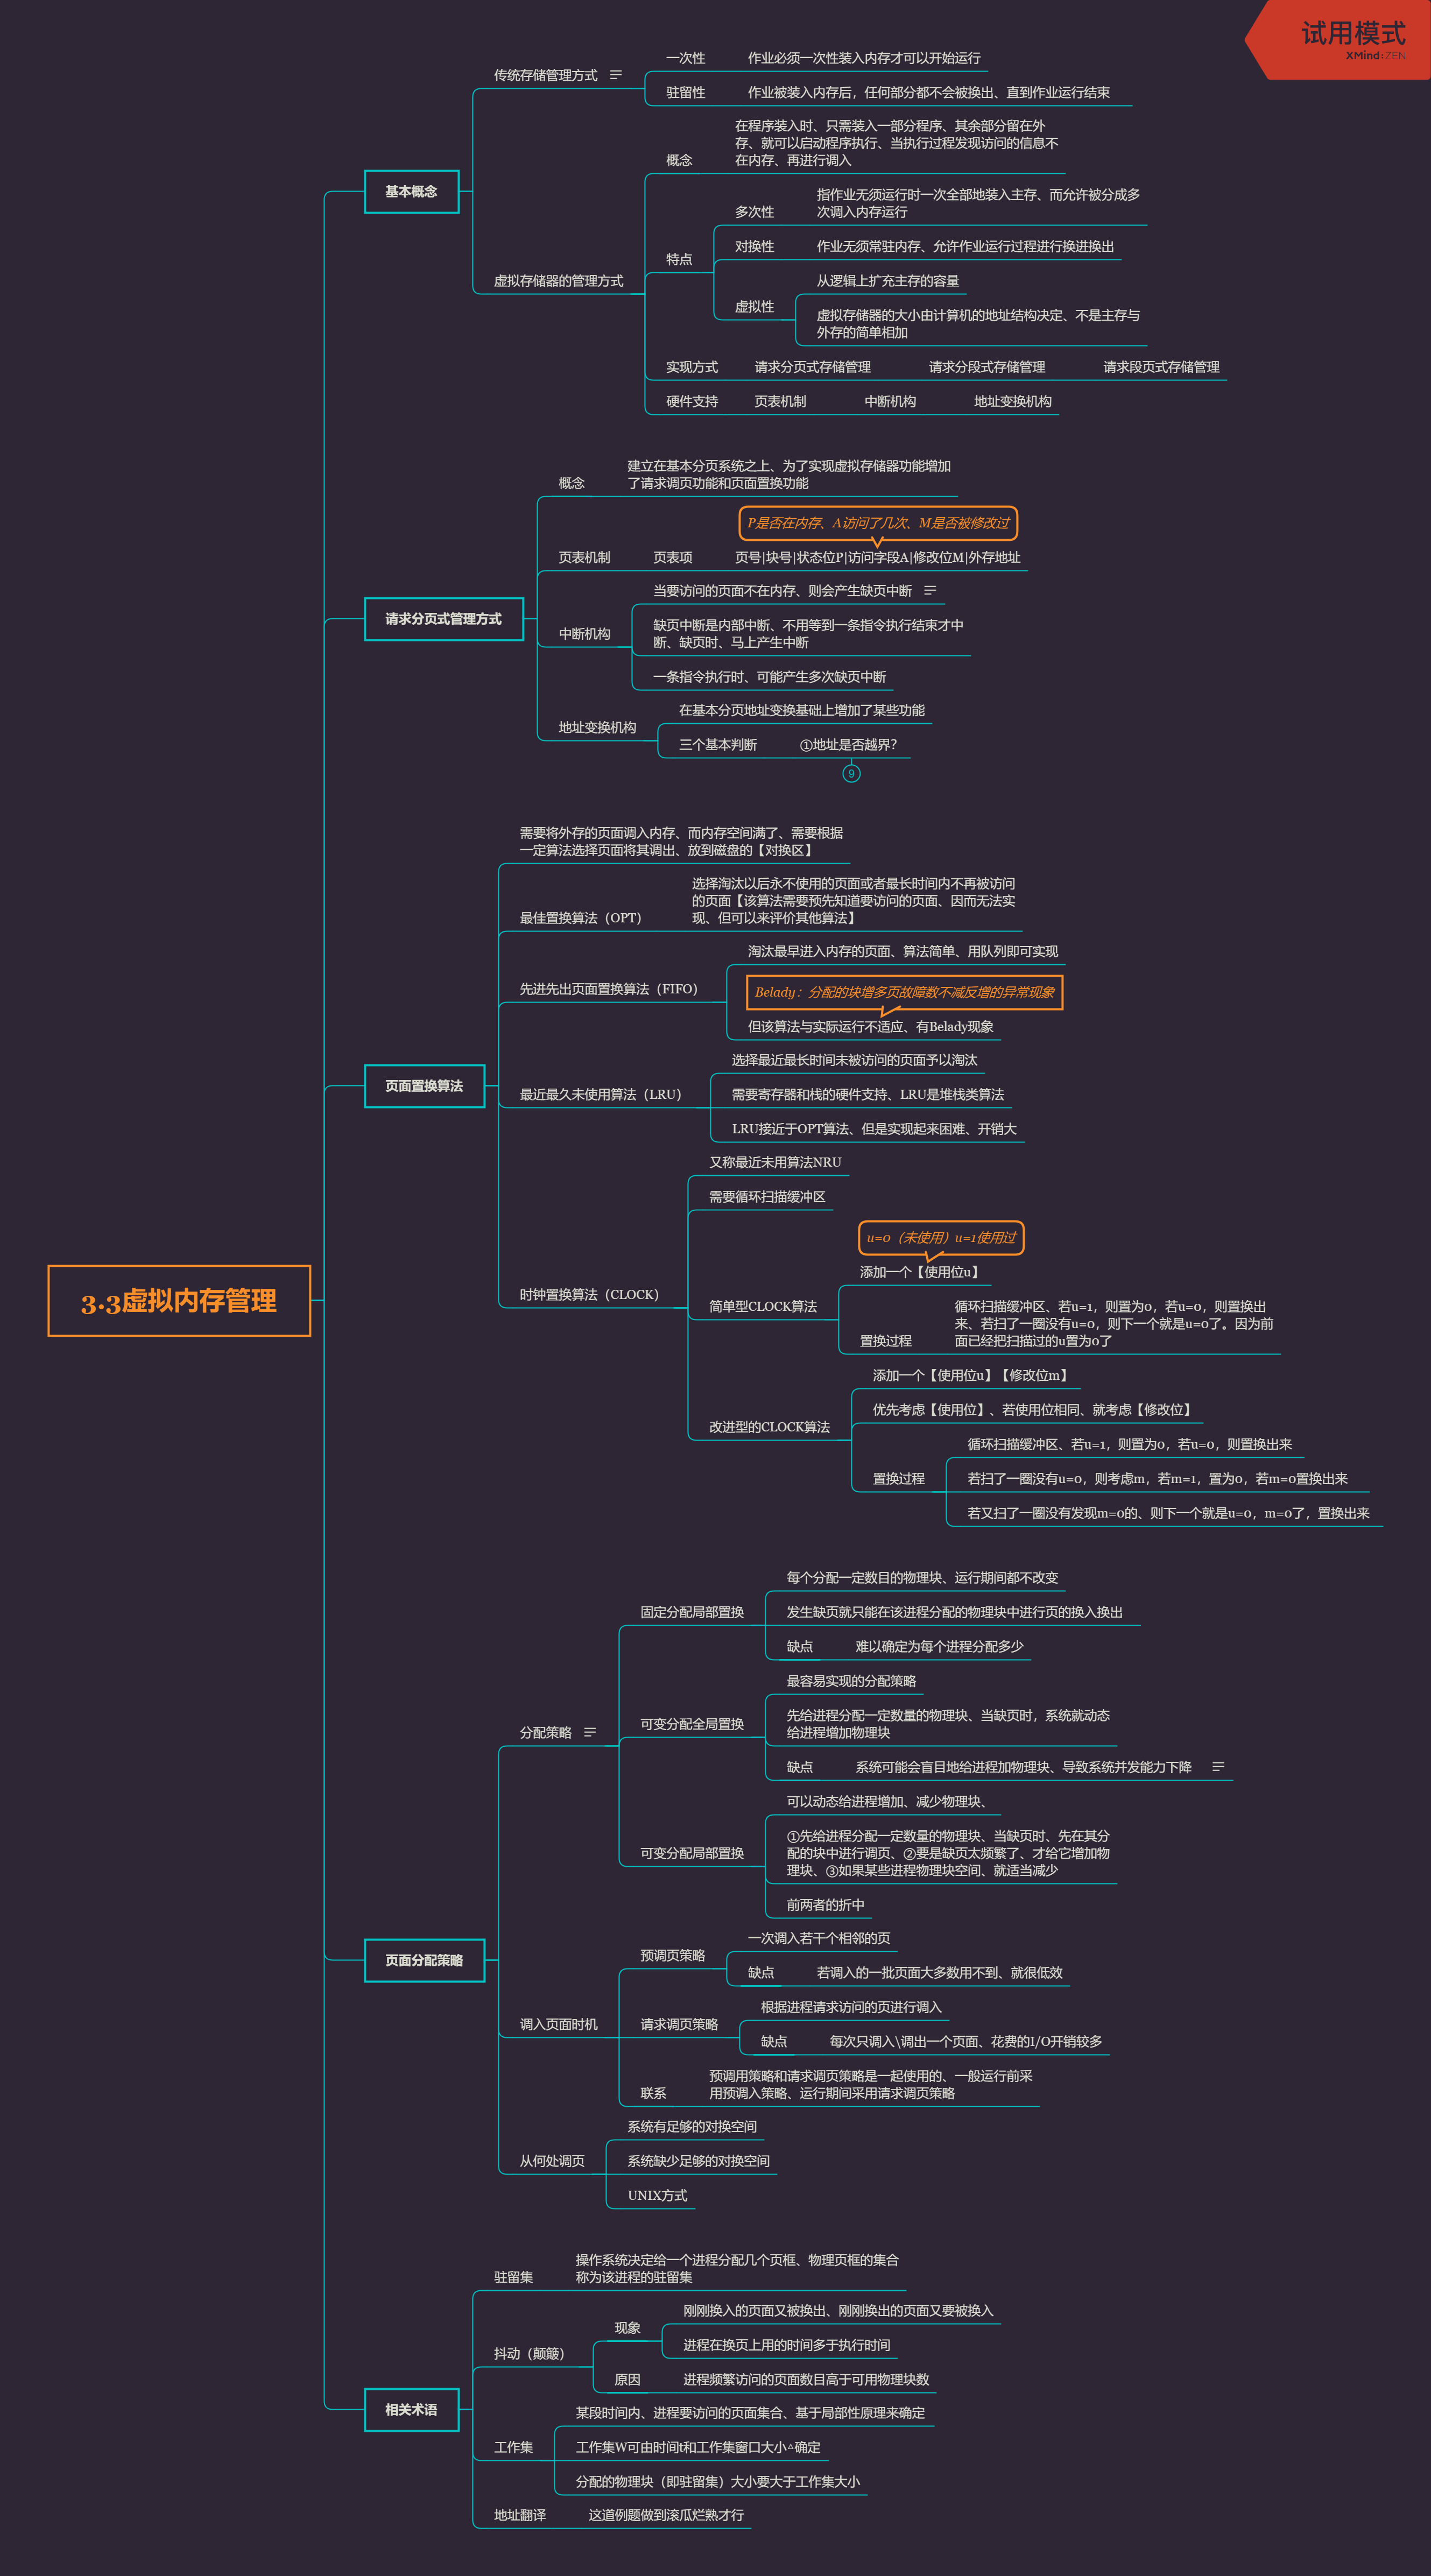 试用模式
XMind:ZEN
3.3虚拟内存管理
基本概念
传统存储管理方式
一次性
作业必须一次性装入内存才可以开始运行
驻留性
作业被装入内存后，任何部分都不会被换出、直到作业运行结束
虚拟存储器的管理方式
概念
在程序装入时、只需装入一部分程序、其余部分留在外
存、就可以启动程序执行、当执行过程发现访问的信息不
在内存、再进行调入
特点
多次性
指作业无须运行时一次全部地装入主存、而允许被分成多
次调入内存运行
对换性
作业无须常驻内存、允许作业运行过程进行换进换出
虚拟性
从逻辑上扩充主存的容量
虚拟存储器的大小由计算机的地址结构决定、不是主存与
外存的简单相加
实现方式
请求分页式存储管理
请求分段式存储管理
请求段页式存储管理
硬件支持
页表机制
中断机构
地址变换机构
请求分页式管理方式
概念
建立在基本分页系统之上、为了实现虚拟存储器功能增加
了请求调页功能和页面置换功能
页表机制
页表项
P是否在内存、A访问了几次、M是否被修改过
页号|块号|状态位P|访问字段A|修改位M|外存地址
中断机构
当要访问的页面不在内存、则会产生缺页中断
缺页中断是内部中断、不用等到一条指令执行结束才中
断、缺页时、马上产生中断
一条指令执行时、可能产生多次缺页中断
地址变换机构
在基本分页地址变换基础上增加了某些功能
三个基本判断
①地址是否越界？
9
页面置换算法
需要将外存的页面调入内存、而内存空间满了、需要根据
一定算法选择页面将其调出、放到磁盘的【对换区】
最佳置换算法（OPT）
选择淘汰以后永不使用的页面或者最长时间内不再被访问
的页面【该算法需要预先知道要访问的页面、因而无法实
现、但可以来评价其他算法】
先进先出页面置换算法（FIFO）
淘汰最早进入内存的页面、算法简单、用队列即可实现
Belady：分配的块增多页故障数不减反增的异常现象
但该算法与实际运行不适应、有Belady现象
最近最久未使用算法（LRU）
选择最近最长时间未被访问的页面予以淘汰
需要寄存器和栈的硬件支持、LRU是堆栈类算法
LRU接近于OPT算法、但是实现起来困难、开销大
时钟置换算法（CLOCK）
又称最近未用算法NRU
需要循环扫描缓冲区
简单型CLOCK算法
u=0（未使用）u=1使用过
添加一个【使用位u】
置换过程
循环扫描缓冲区、若u=1，则置为0，若u=0，则置换出
来、若扫了一圈没有u=0，则下一个就是u=0了。因为前
面已经把扫描过的u置为0了
改进型的CLOCK算法
添加一个【使用位u】【修改位m】
优先考虑【使用位】、若使用位相同、就考虑【修改位】
置换过程
循环扫描缓冲区、若u=1，则置为0，若u=0，则置换出来
若扫了一圈没有u=0，则考虑m，若m=1，置为0，若m=0置换出来
若又扫了一圈没有发现m=0的、则下一个就是u=0，m=0了，置换出来
页面分配策略
分配策略
固定分配局部置换
每个分配一定数目的物理块、运行期间都不改变
发生缺页就只能在该进程分配的物理块中进行页的换入换出
缺点
难以确定为每个进程分配多少
可变分配全局置换
最容易实现的分配策略
先给进程分配一定数量的物理块、当缺页时，系统就动态
给进程增加物理块
缺点
系统可能会盲目地给进程加物理块、导致系统并发能力下降
可变分配局部置换
可以动态给进程增加、减少物理块、
①先给进程分配一定数量的物理块、当缺页时、先在其分
配的块中进行调页、②要是缺页太频繁了、才给它增加物
理块、③如果某些进程物理块空间、就适当减少
前两者的折中
调入页面时机
预调页策略
一次调入若干个相邻的页
缺点
若调入的一批页面大多数用不到、就很低效
请求调页策略
根据进程请求访问的页进行调入
缺点
每次只调入\调出一个页面、花费的I/O开销较多
联系
预调用策略和请求调页策略是一起使用的、一般运行前采
用预调入策略、运行期间采用请求调页策略
从何处调页
系统有足够的对换空间
系统缺少足够的对换空间
UNIX方式
相关术语
驻留集
操作系统决定给一个进程分配几个页框、物理页框的集合
称为该进程的驻留集
抖动（颠簸）
现象
刚刚换入的页面又被换出、刚刚换出的页面又要被换入
进程在换页上用的时间多于执行时间
原因
进程频繁访问的页面数目高于可用物理块数
工作集
某段时间内、进程要访问的页面集合、基于局部性原理来确定
工作集W可由时间t和工作集窗口大小△确定
分配的物理块（即驻留集）大小要大于工作集大小
地址翻译
这道例题做到滚瓜烂熟才行